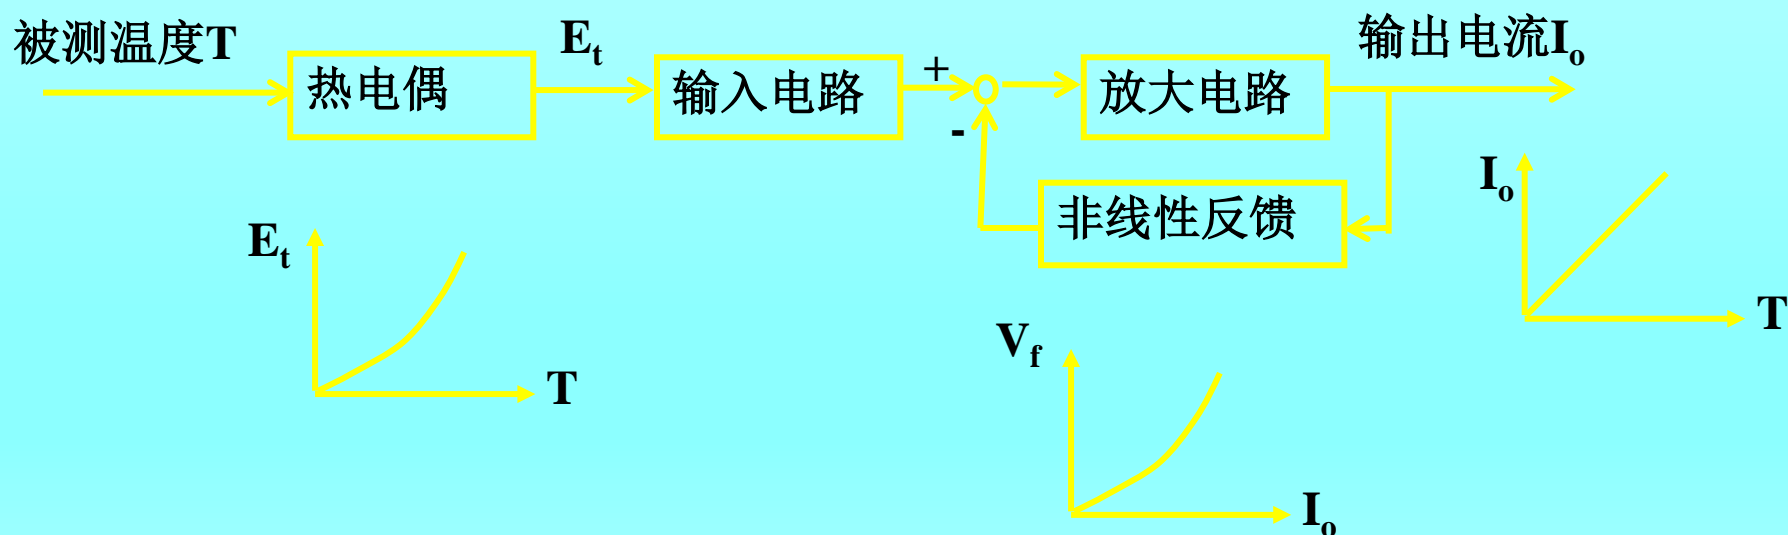 被测温度T
热电偶
Et
输入电路
+
-
放大电路
输出电流Io
非线性反馈
Et
T
Vf
Io
Io
T